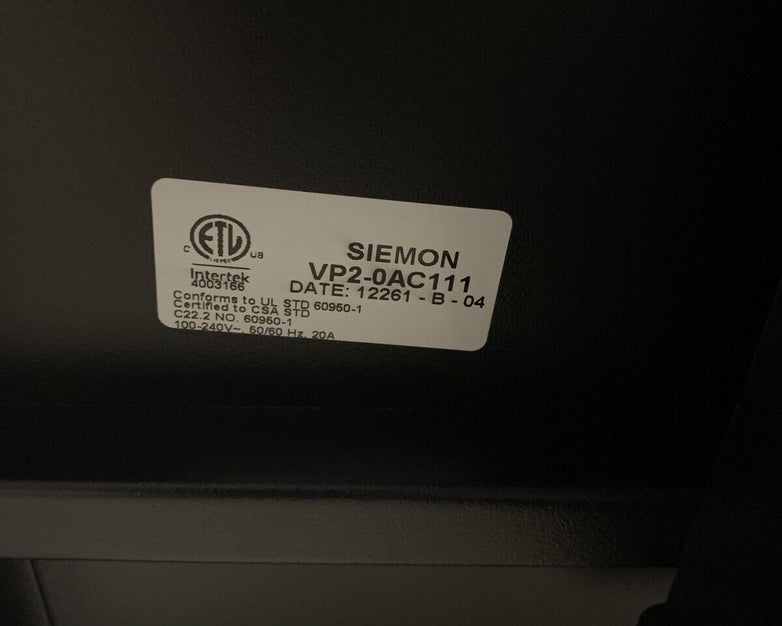 ETL
LISTED
C US
Intertek
4003166
SIEMON
VP2-0AC111
DATE: 12261 - B - 04
Conforms to UL STD 60950-1
Certified to CSA STD
C22.2 NO. 60950-1
100-240V~, 50/60 Hz, 20A